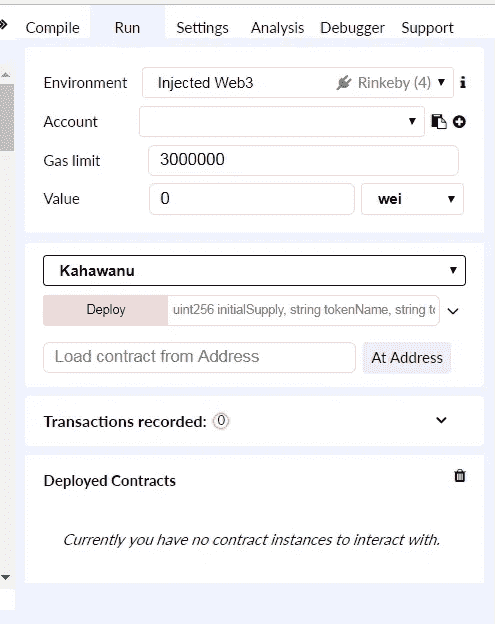 Compile Run Settings Analysis Debugger Support
Environment Injected Web3 Rinkeby (4)
Account
Gas limit 3000000
Value 0 wei
Kahawanu
Deploy uint256 initialSupply, string tokenName, string
Load contract from Address At Address
Transactions recorded: 0
Deployed Contracts
Currently you have no contract instances to interact with.